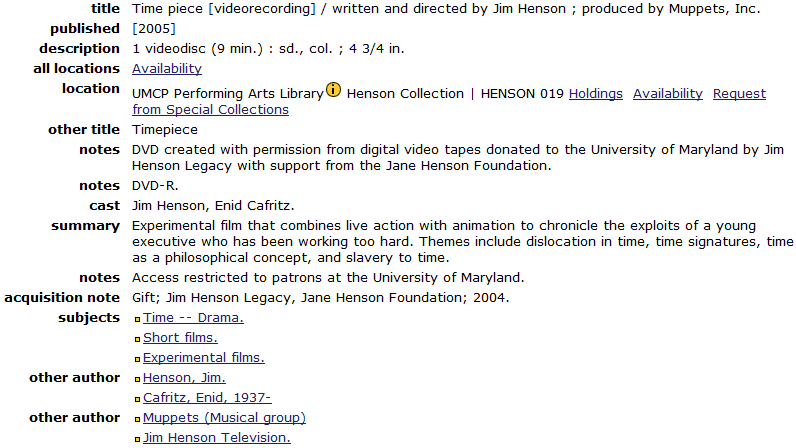 title Time piece [videorecording] / written and directed by Jim Henson ; produced by Muppets, Inc.
published [2005]
description 1 videodisc (9 min.) : sd., col. ; 4 3/4 in.
all locations Availability
location UMCP Performing Arts Library i Henson Collection | HENSON 019 Holdings Availability Request
from Special Collections
other title Timepiece
notes DVD created with permission from digital video tapes donated to the University of Maryland by Jim
Henson Legacy with support from the Jane Henson Foundation.
notes DVD-R.
cast Jim Henson, Enid Cafritz.
summary Experimental film that combines live action with animation to chronicle the exploits of a young
executive who has been working too hard. Themes include dislocation in time, time signatures, time
as a philosophical concept, and slavery to time.
notes Access restricted to patrons at the University of Maryland.
acquisition note Gift; Jim Henson Legacy, Jane Henson Foundation; 2004.
subjects Time -- Drama.
Short films.
Experimental films.
other author Henson, Jim.
Cafritz, Enid, 1937-
other author Muppets (Musical group)
Jim Henson Television.